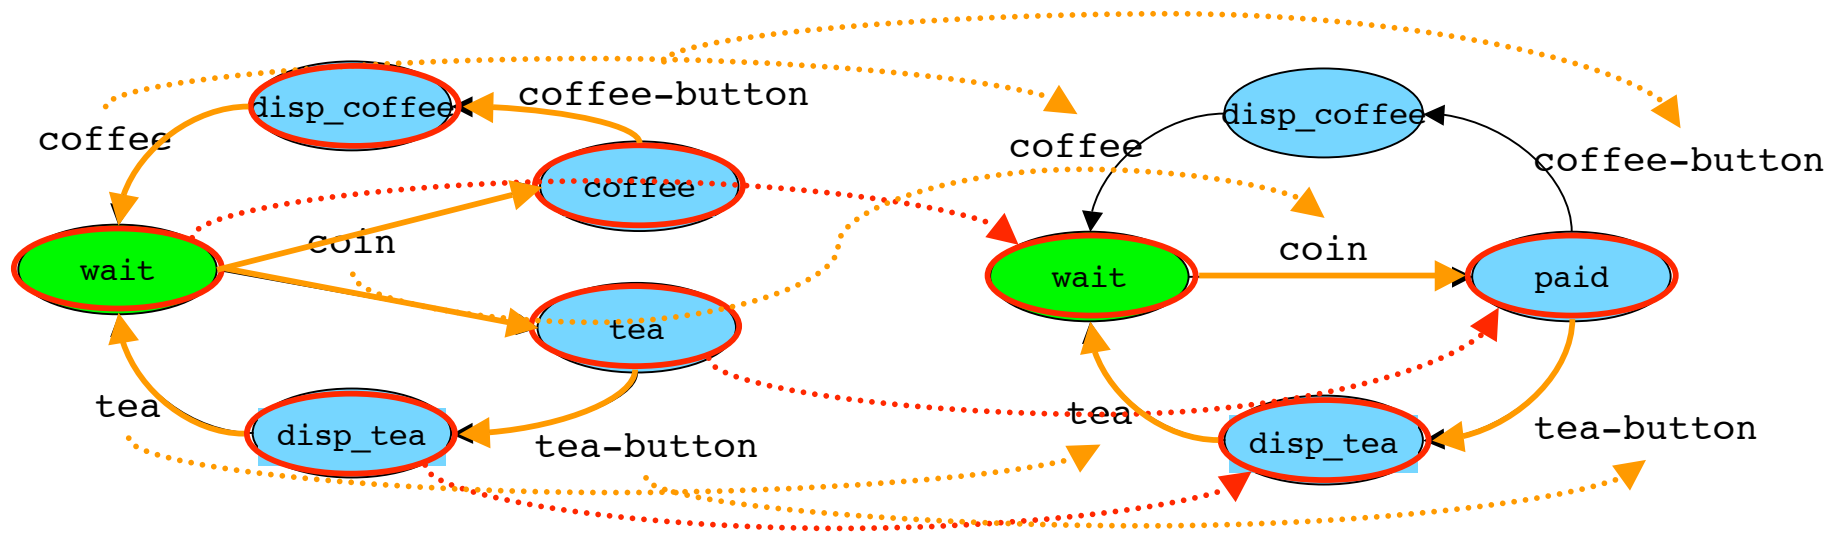 disp_coffee
coffee-button
coffee
coffee
coin
wait
tea
tea
disp_tea
tea-button
disp_coffee
coffee
coffee-button
coin
wait
paid
tea
disp_tea
tea-button